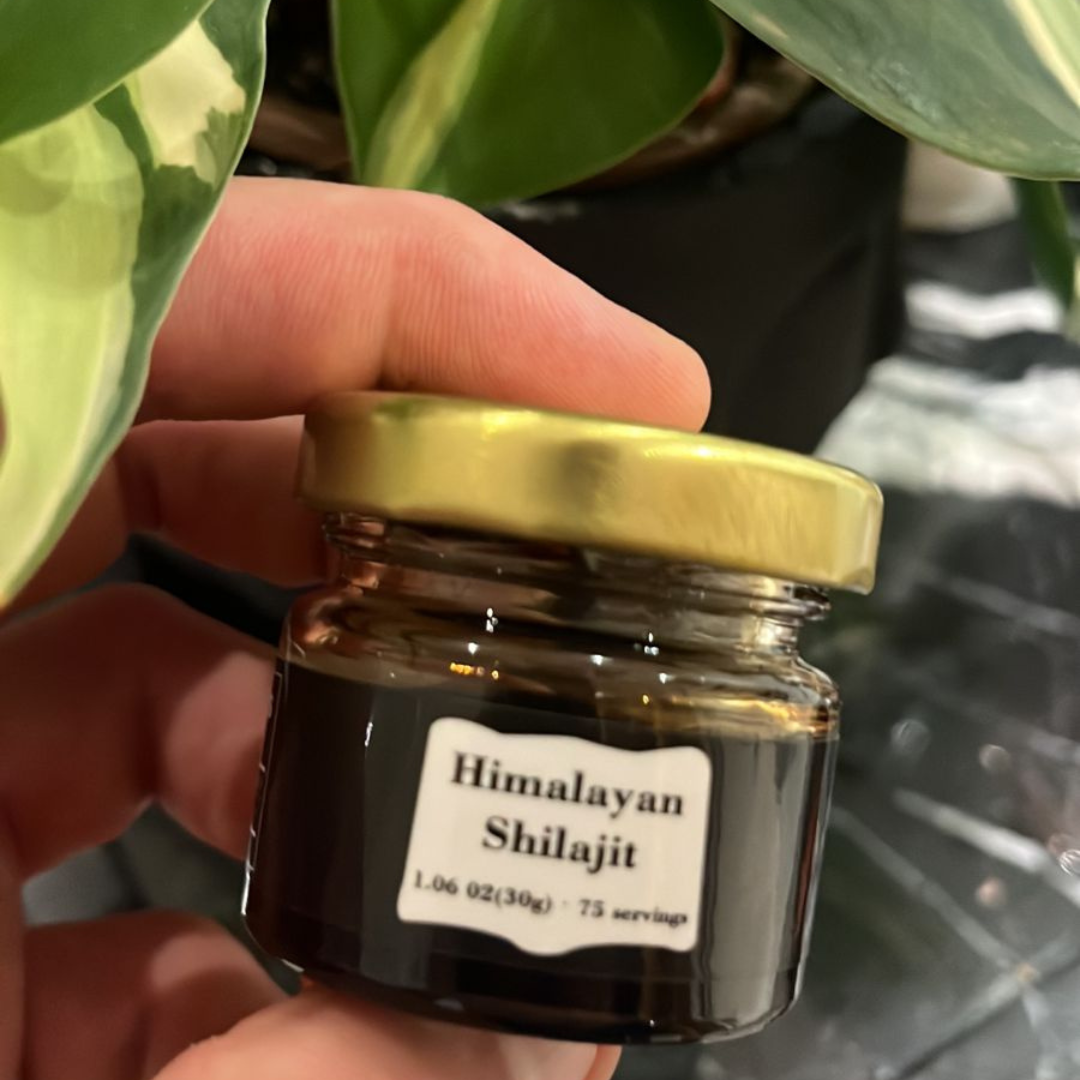 Himalayan
Shilajit
1.06 02(30g) · 75 servings